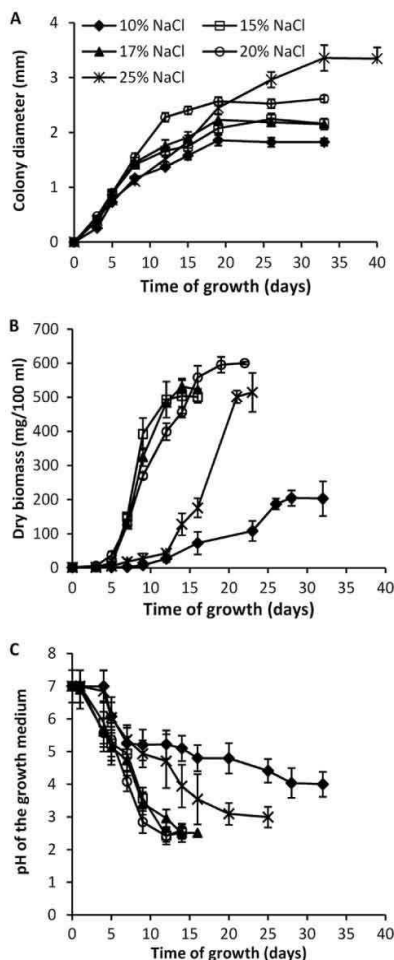 A
10% NaCl
15% NaCl
17% NaCl
20% NaCl
25% NaCl
Colony diameter (mm)
4
3
2
1
0
0 5 10 15 20 25 30 35 40
Time of growth (days)
B
Dry biomass (mg/100 ml)
700
600
500
400
300
200
100
0
0 5 10 15 20 25 30 35 40
Time of growth (days)
C
pH of the growth medium
8
7
6
5
4
3
2
1
0
0 5 10 15 20 25 30 35 40
Time of growth (days)